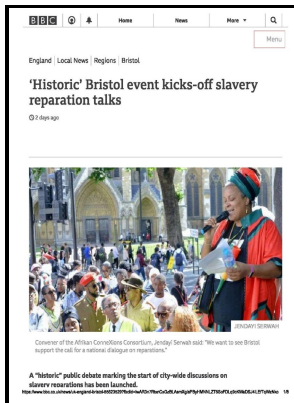 BBC
Home
News
More
Menu
England Local News Regions Bristol
'Historic' Bristol event kicks-off slavery
reparation talks
2 days ago
JENDAYI SERWAH
Convener of the Afrikan ConneXions Consortium, Jendayi Serwah said: "We want to see Bristol
support the call for a national dialogue on reparations."
A "historic" public debate marking the start of city-wide discussions on
slavery reparations has been launched.